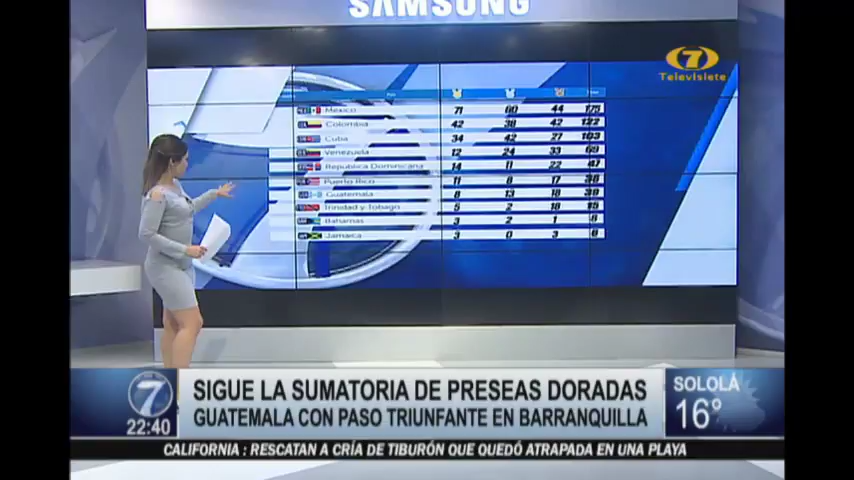 SAMSUNG
7
Televisiete
México 71 60 44 175
Colombia 42 38 42 122
Cuba 34 42 27 103
Venezuela 12 24 33 69
República Dominicana 14 11 22 47
Puerto Rico 11 8 17 36
Guatemala 8 13 18 39
Trinidad y Tobago 5 2 18
Bahamas 3 2 1 6
Jamaica 3 0 3 6
7
22:40
SIGUE LA SUMATORIA DE PRESEAS DORADAS
GUATEMALA CON PASO TRIUNFANTE EN BARRANQUILLA
SOLOLÁ
16°
CALIFORNIA : RESCATAN A CRÍA DE TIBURÓN QUE QUEDÓ ATRAPADA EN UNA PLAYA